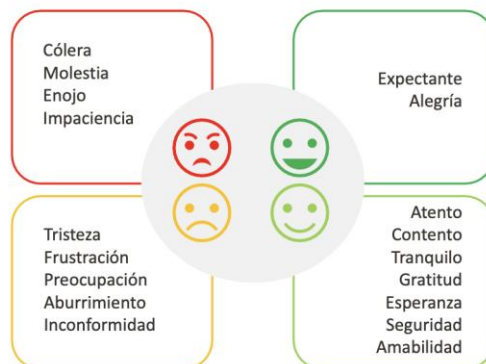 Cólera
Molestia
Enojo
Impaciencia
Expectante
Alegría
Tristeza
Frustración
Preocupación
Aburrimiento
Inconformidad
Atento
Contento
Tranquilo
Gratitud
Esperanza
Seguridad
Amabilidad